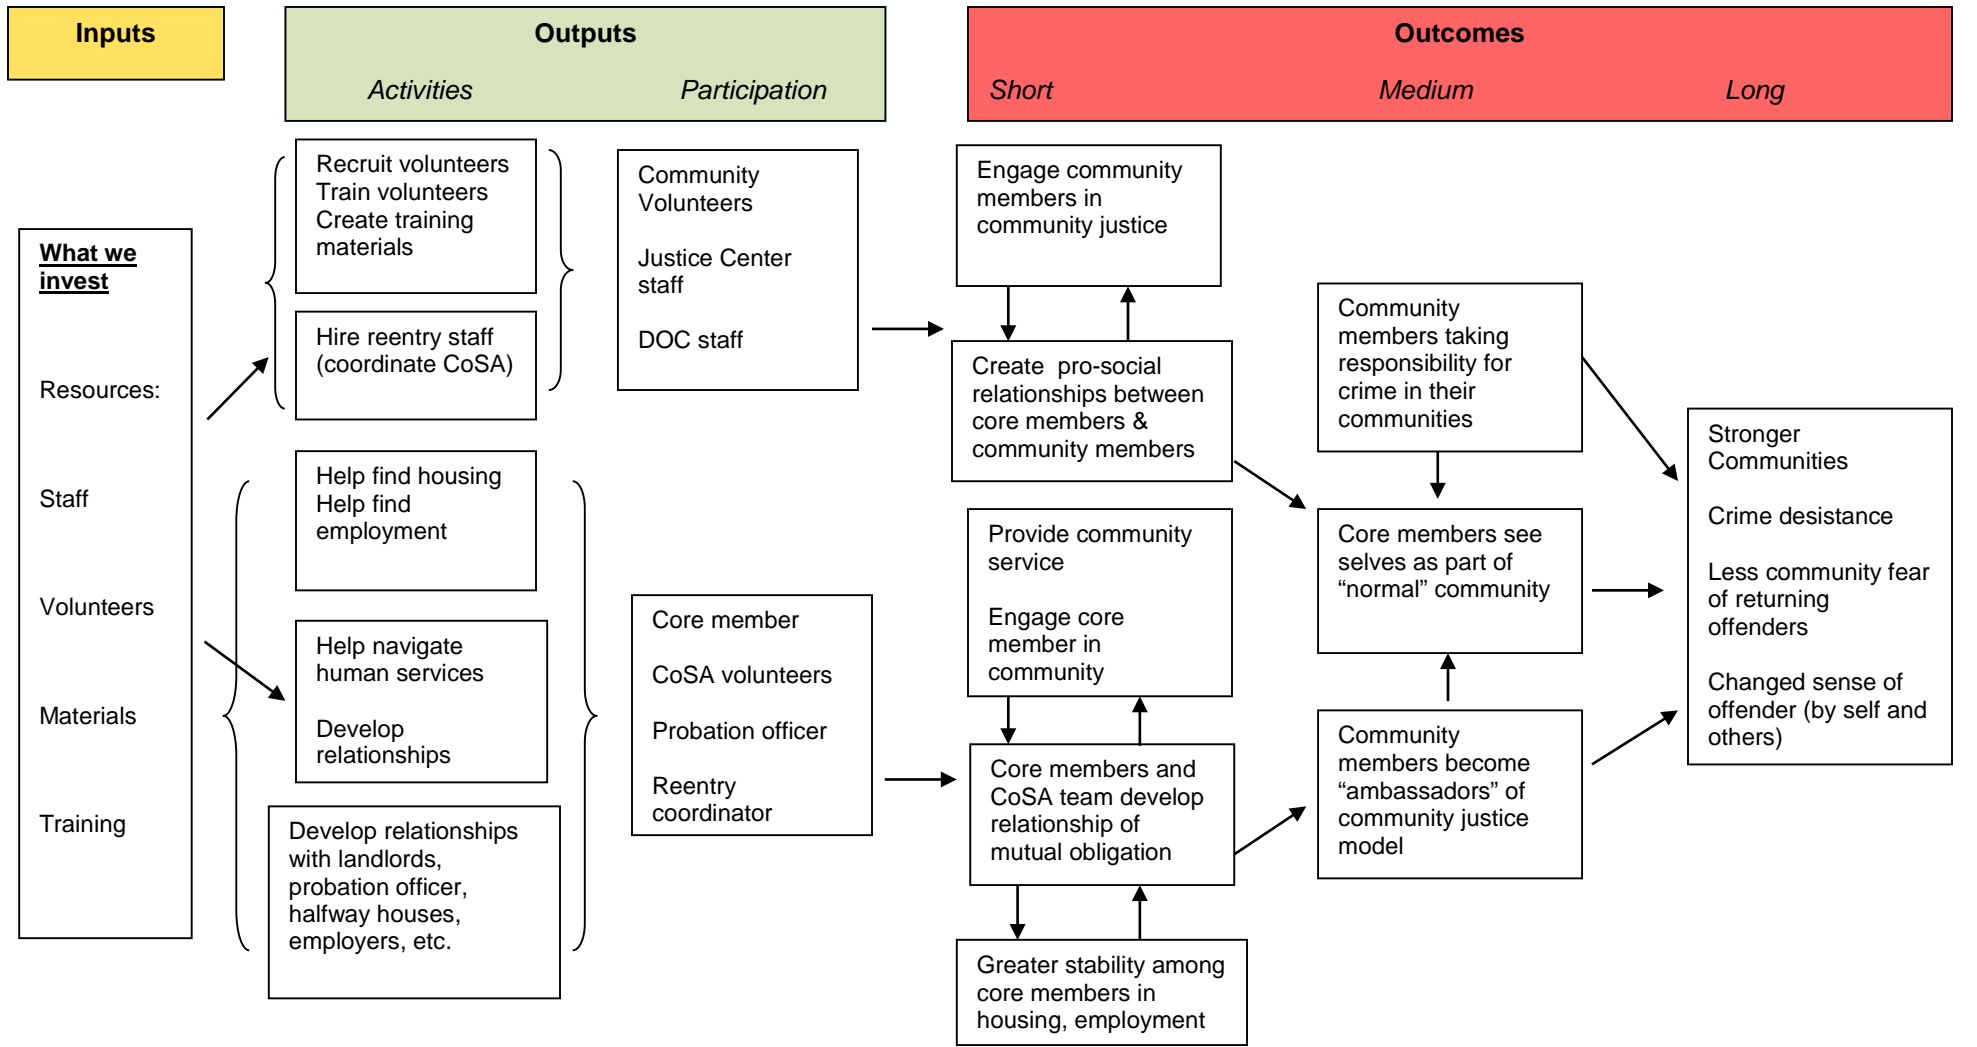 Inputs
Outputs
Activities
Participation
Outcomes
Short
Medium
Long
What we
invest
Resources:
Staff
Volunteers
Materials
Training
Recruit volunteers
Train volunteers
Create training
materials
Hire reentry staff
(coordinate CoSA)
Help find housing
Help find
employment
Help navigate
human services
Develop
relationships
Develop relationships
with landlords,
probation officer,
halfway houses,
employers, etc.
Community
Volunteers
Justice Center
staff
DOC staff
Core member
CoSA volunteers
Probation officer
Reentry
coordinator
Engage community
members in
community justice
Create  pro-social
relationships between
core members &
community members
Provide community
service
Engage core
member in
community
Core members and
CoSA team develop
relationship of
mutual obligation
Greater stability among
core members in
housing, employment
Community
members taking
responsibility for
crime in their
communities
Core members see
selves as part of
“normal” community
Community
members become
“ambassadors” of
community justice
model
Stronger
Communities
Crime desistance
Less community fear
of returning
offenders
Changed sense of
offender (by self and
others)